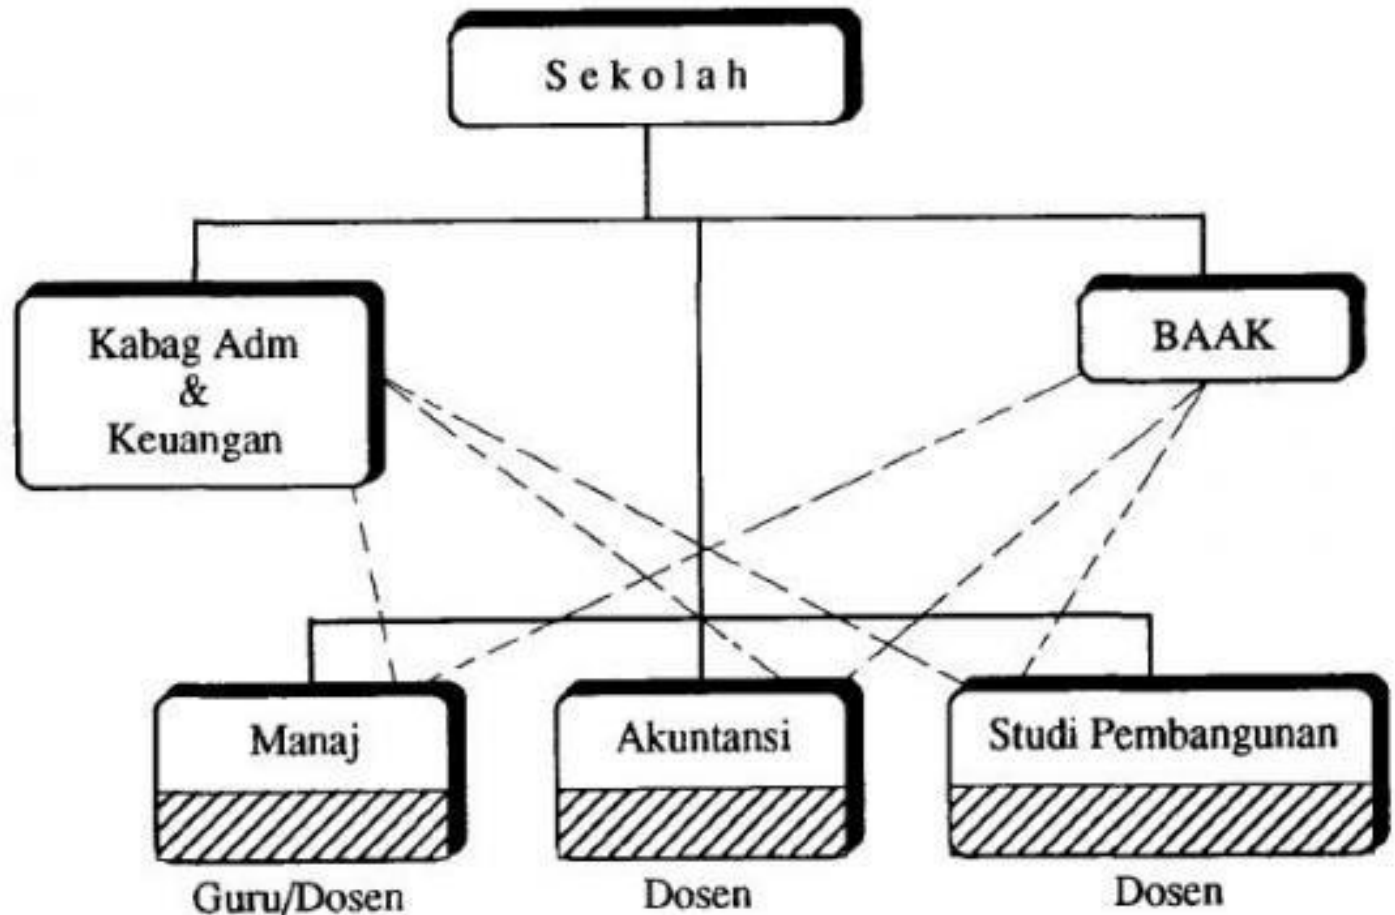 Sekolah
Kabag Adm
&
Keuangan
BAAK
Manaj
Akuntansi
Studi Pembangunan
Guru/Dosen
Dosen
Dosen